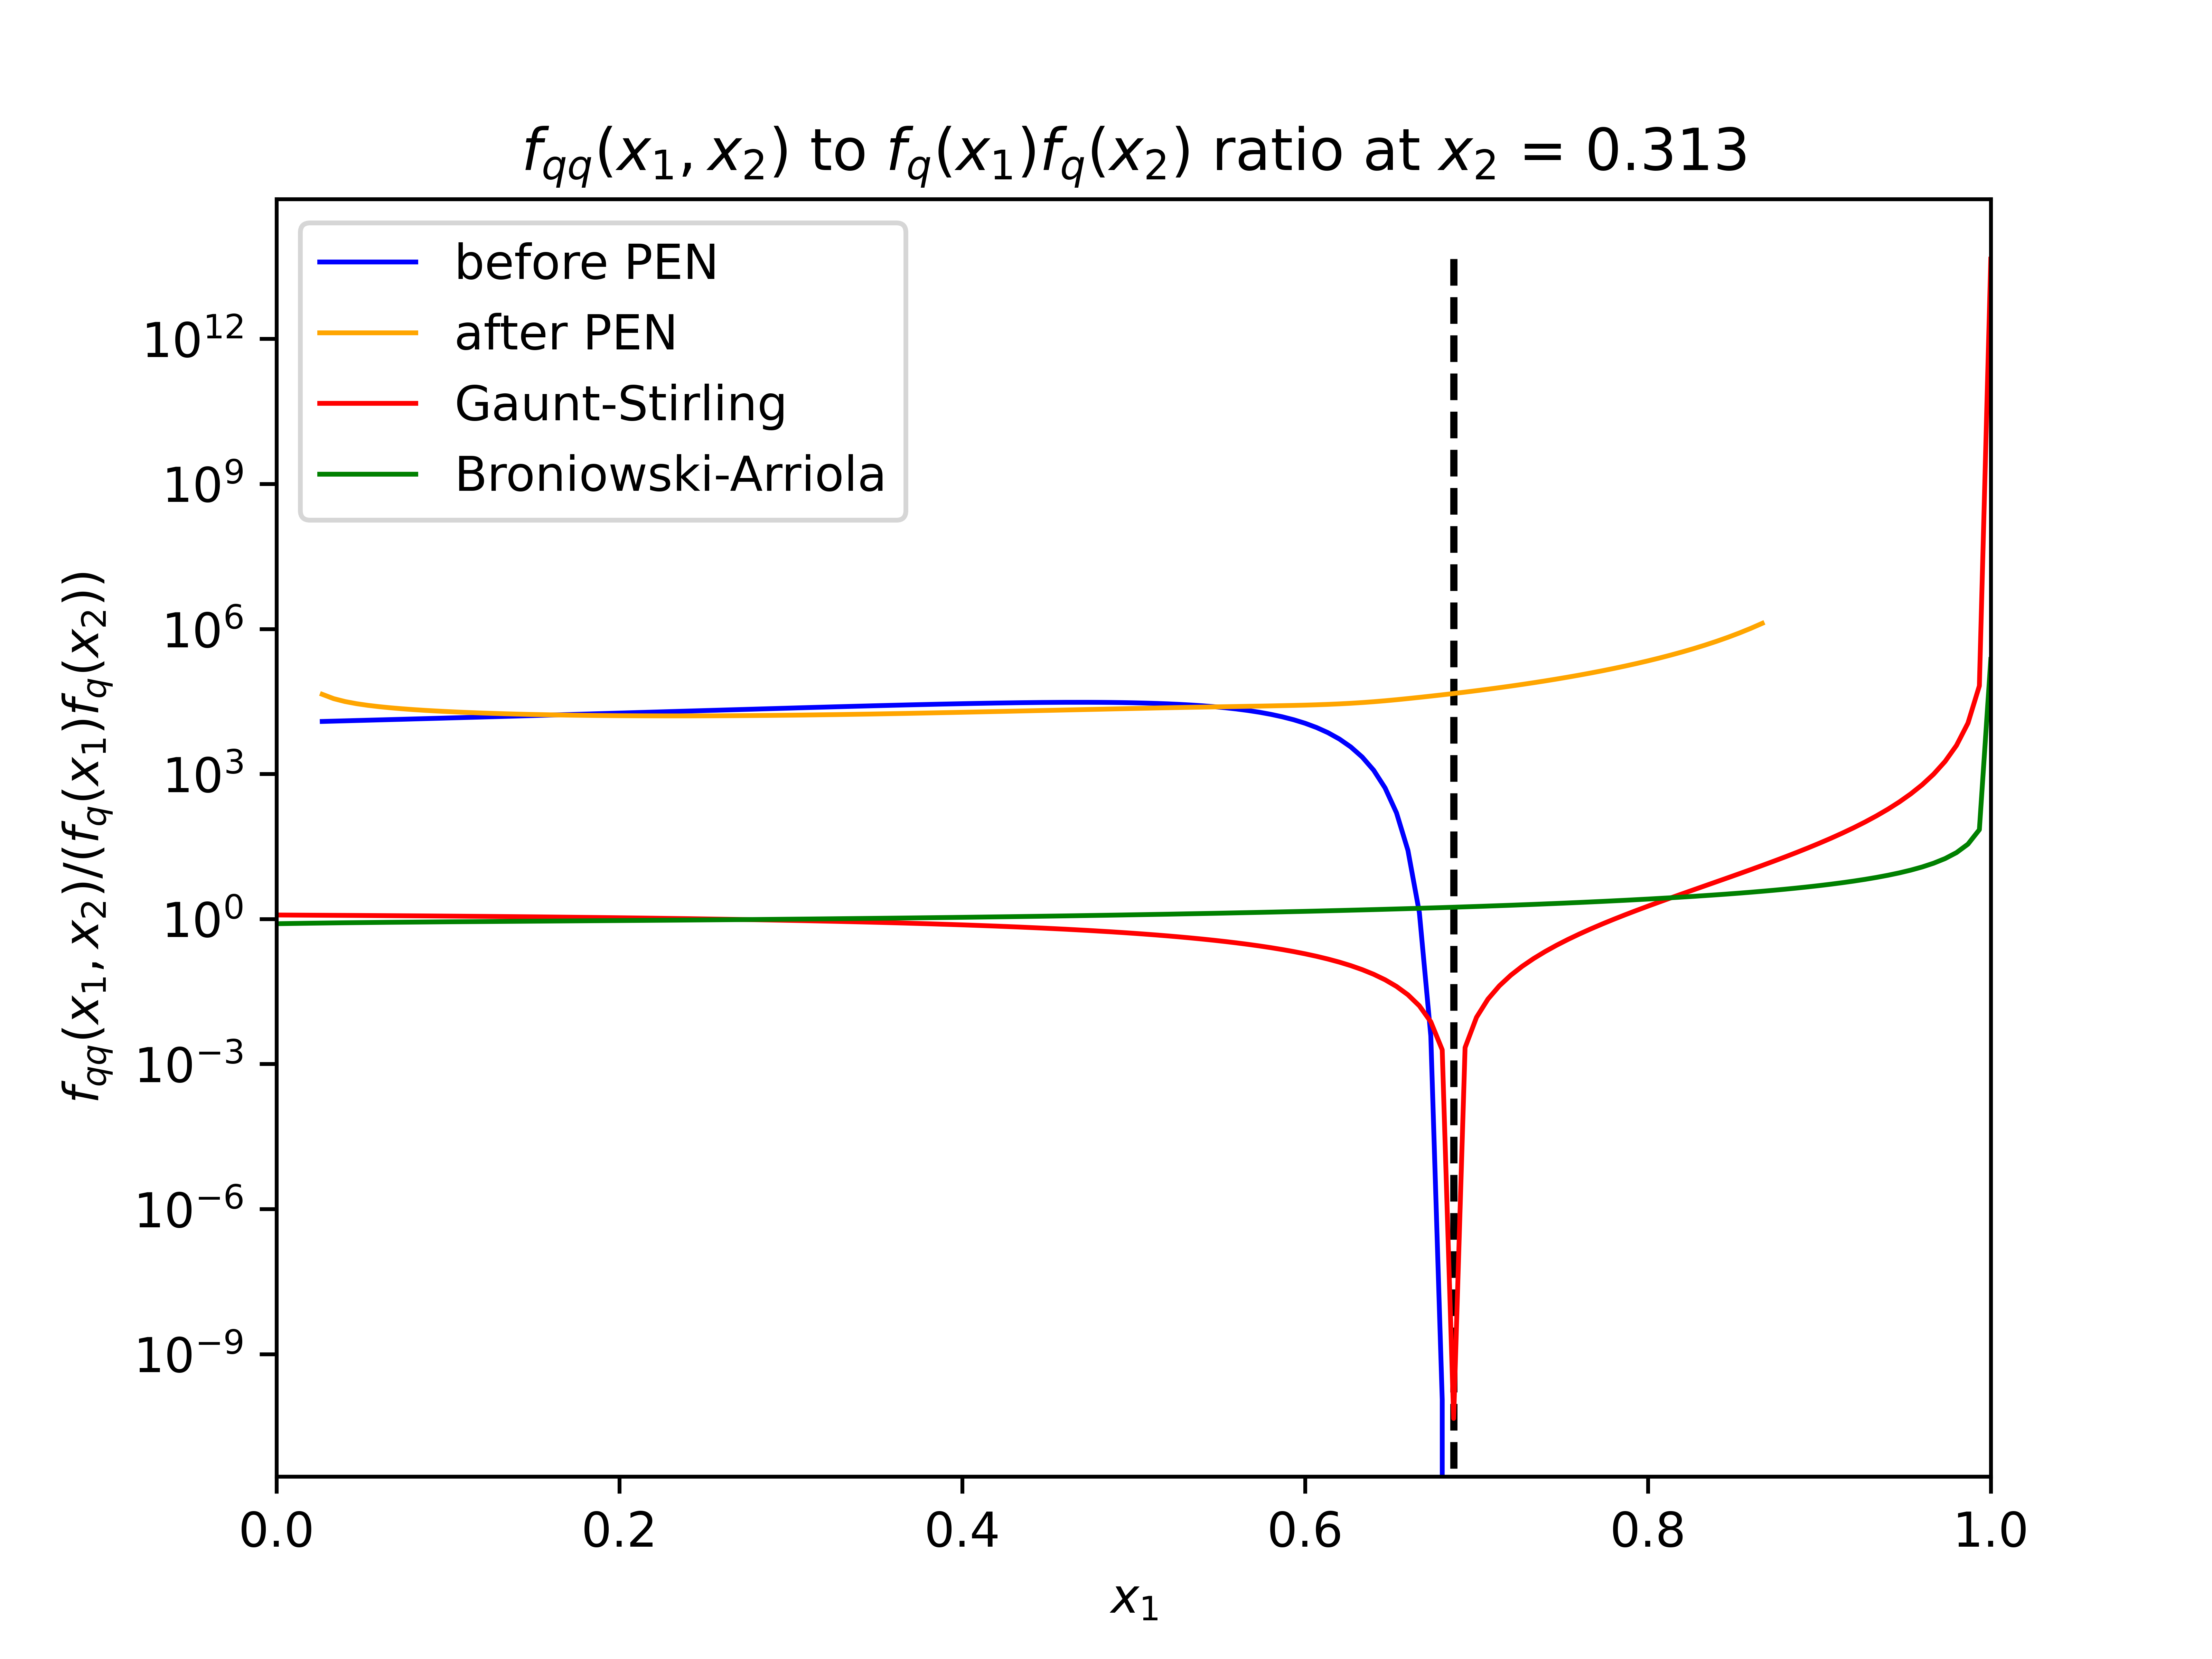 f_qq(x_1, x_2) to f_q(x_1)f_q(x_2) ratio at x_2 = 0.313
before PEN
after PEN
Gaunt-Stirling
Broniowski-Arriola
f_qq(x_1, x_2)/(f_q(x_1)f_q(x_2))
10^12
10^9
10^6
10^3
10^0
10^−3
10^−6
10^−9
0.0 0.2 0.4 0.6 0.8 1.0
x_1